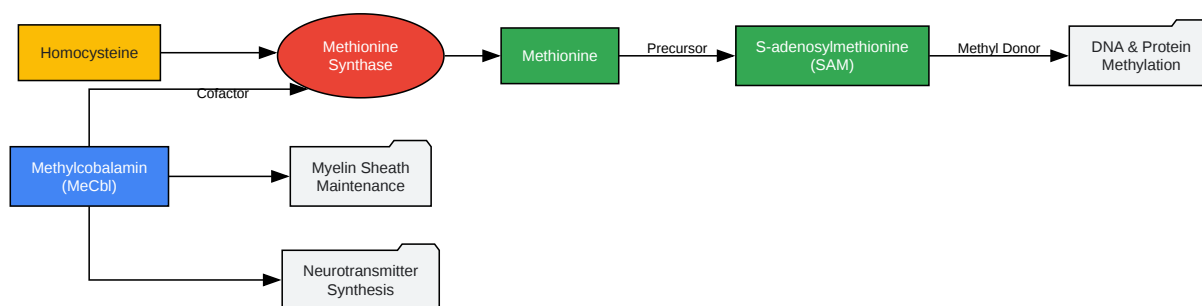 Homocysteine
Methionine
Synthase
Methionine
Precursor
S-adenosylmethionine
(SAM)
Methyl Donor
DNA & Protein
Methylation
Cofactor
Methylcobalamin
(MeCbl)
Myelin Sheath
Maintenance
Neurotransmitter
Synthesis